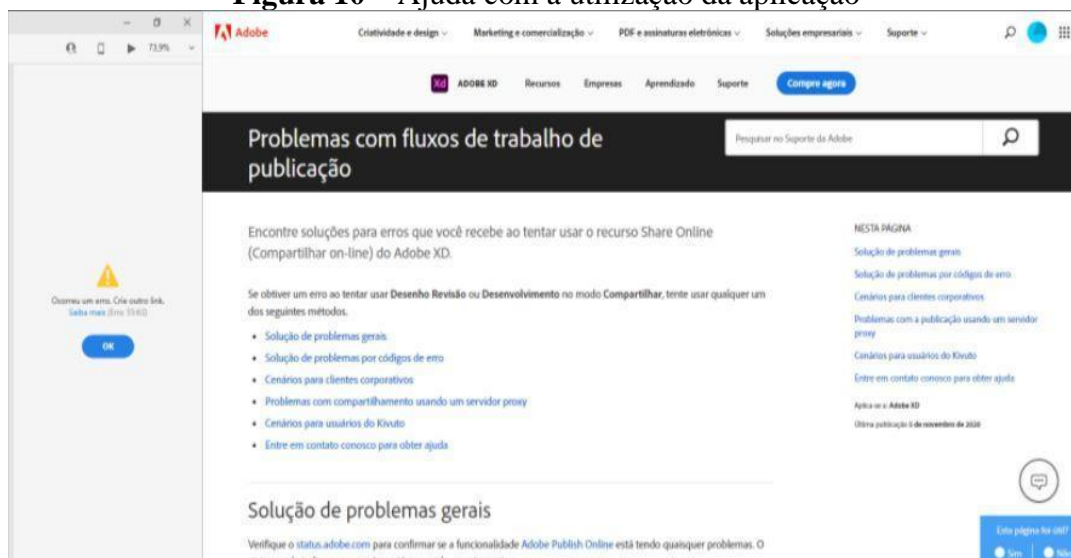 Figura 10 – Ajuda com a utilização da aplicação
73,9%
Adobe
Criatividade e design
Marketing e comercialização
PDF e assinaturas eletrônicas
Soluções empresariais
Suporte
Xd ADOBE XD
Recursos
Empresas
Aprendizado
Suporte
Compre agora
Problemas com fluxos de trabalho de
publicação
Pesquisar no Suporte da Adobe
Ocorreu um erro. Crie outro link.
Saiba mais (Erro:
OK
Encontre soluções para erros que você recebe ao tentar usar o recurso Share Online
(Compartilhar on-line) do Adobe XD.
Se obtiver um erro ao tentar usar Desenho Revisão ou Desenvolvimento no modo Compartilhar, tente usar qualquer um
dos seguintes métodos.
• Solução de problemas gerais
• Solução de problemas por códigos de erro
• Cenários para clientes corporativos
• Problemas com compartilhamento usando um servidor proxy
• Cenários para usuários do Kivuto
• Entre em contato conosco para obter ajuda
Solução de problemas gerais
Verifique o status.adobe.com para confirmar se a funcionalidade Adobe Publish Online está tendo quaisquer problemas. O
NESTA PÁGINA
Solução de problemas gerais
Solução de problemas por códigos de erro
Cenários para clientes corporativos
Problemas com a publicação usando um servidor
proxy
Cenários para usuários do Kivuto
Entre em contato conosco para obter ajuda
Aplica-se a: Adobe XD
Última publicação 5 de novembro de 2020
Esta página foi útil?
Sim
Não